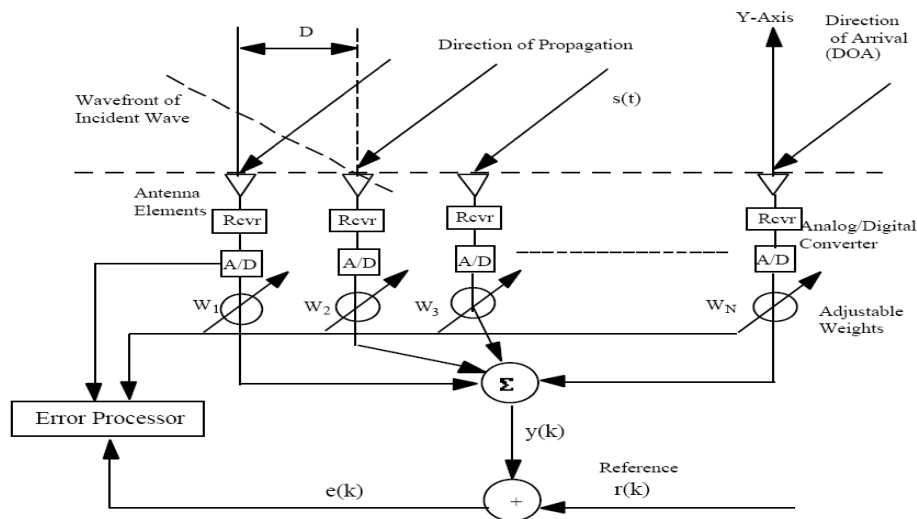 D
Direction of Propagation
Y-Axis
Direction
of Arrival
(DOA)
Wavefront of
Incident Wave
s(t)
Antenna
Elements
Rcvr
Rcvr
Rcvr
Rcvr
Analog/Digital
Converter
A/D
A/D
A/D
A/D
W1
W2
W3
WN
Adjustable
Weights
Σ
Error Processor
y(k)
e(k)
+
Reference
r(k)